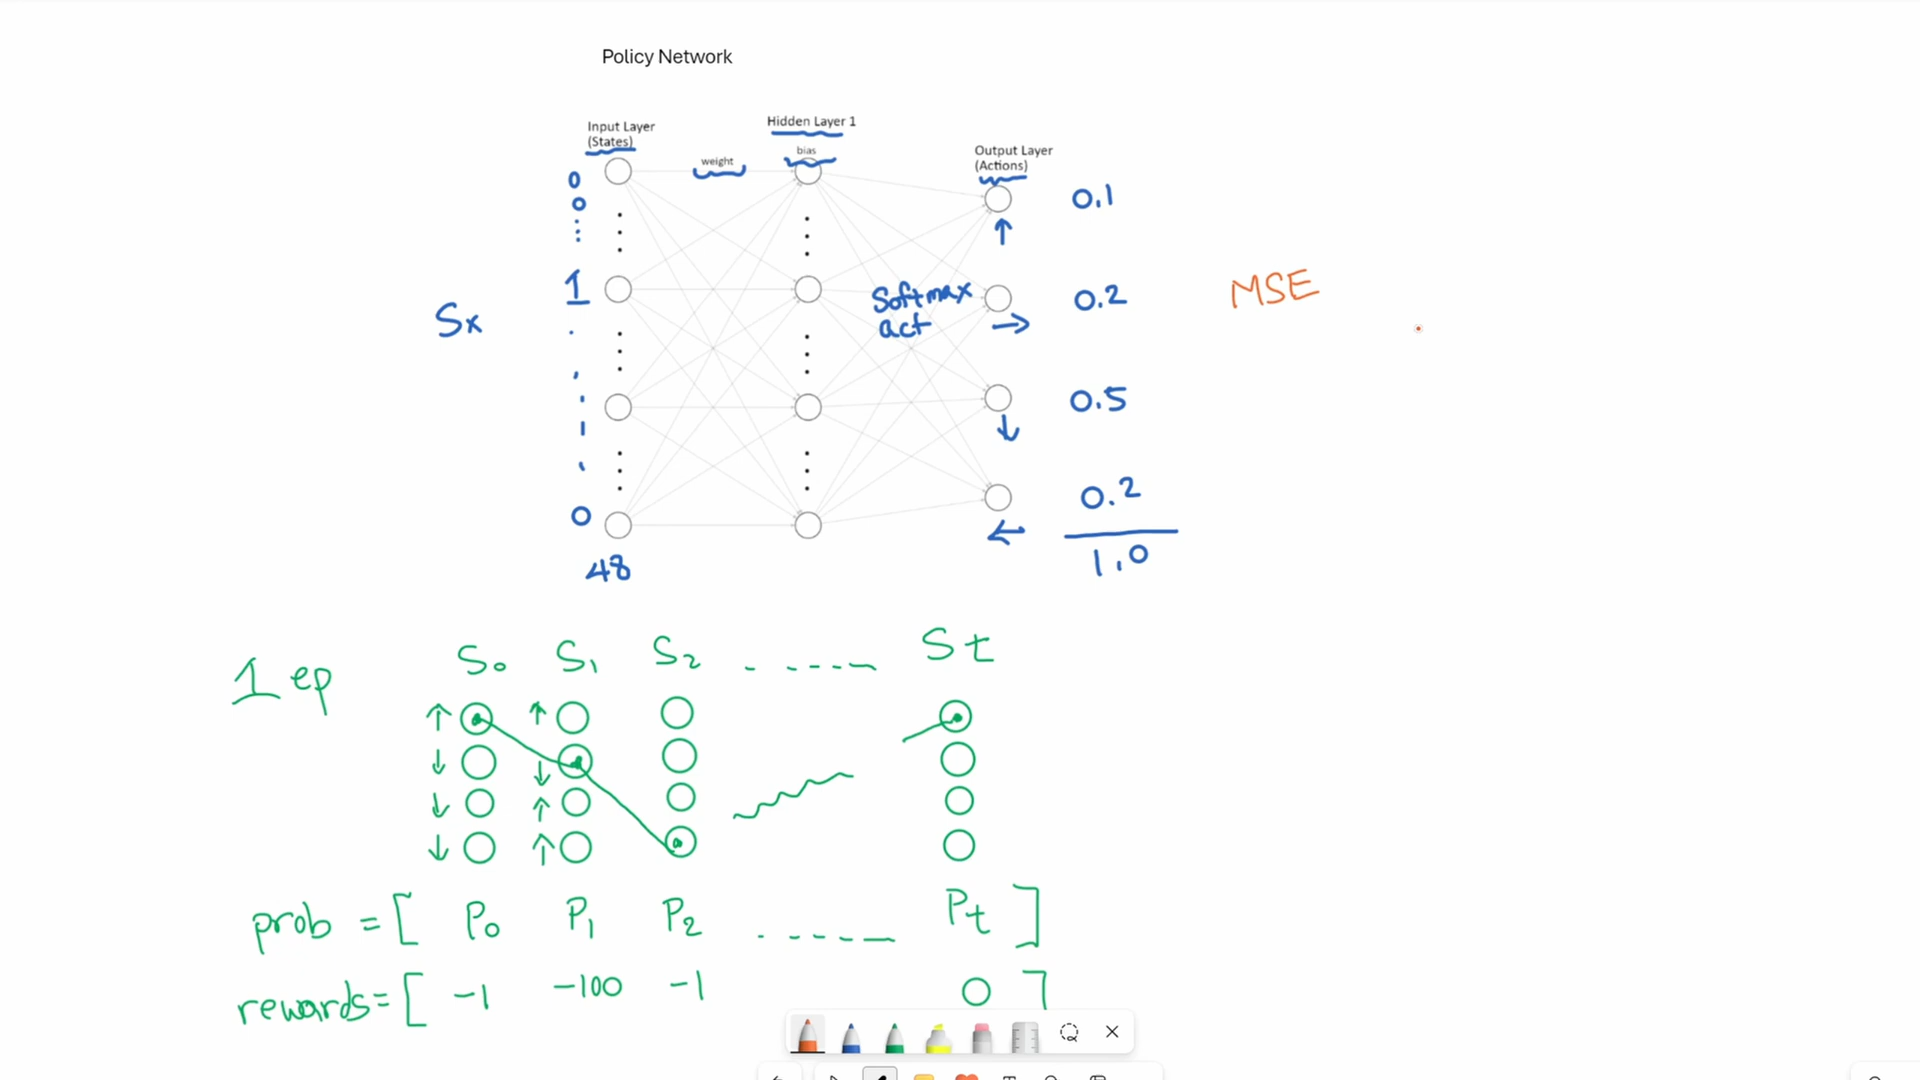 Policy Network
Input Layer
(States)
weight
Hidden Layer 1
bias
Output Layer
(Actions)
0
0
1
0
48
Sx
Softmax
act
↑ 0.1
→ 0.2
↓ 0.5
← 0.2
1.0
MSE
1 ep S0 S1 S2 ----- St
↑ ↑
↓ ↓
↓ ↑
↓ ↑
prob = [ P0 P1 P2 ----- Pt ]
rewards = [ -1 -100 -1 0 ]